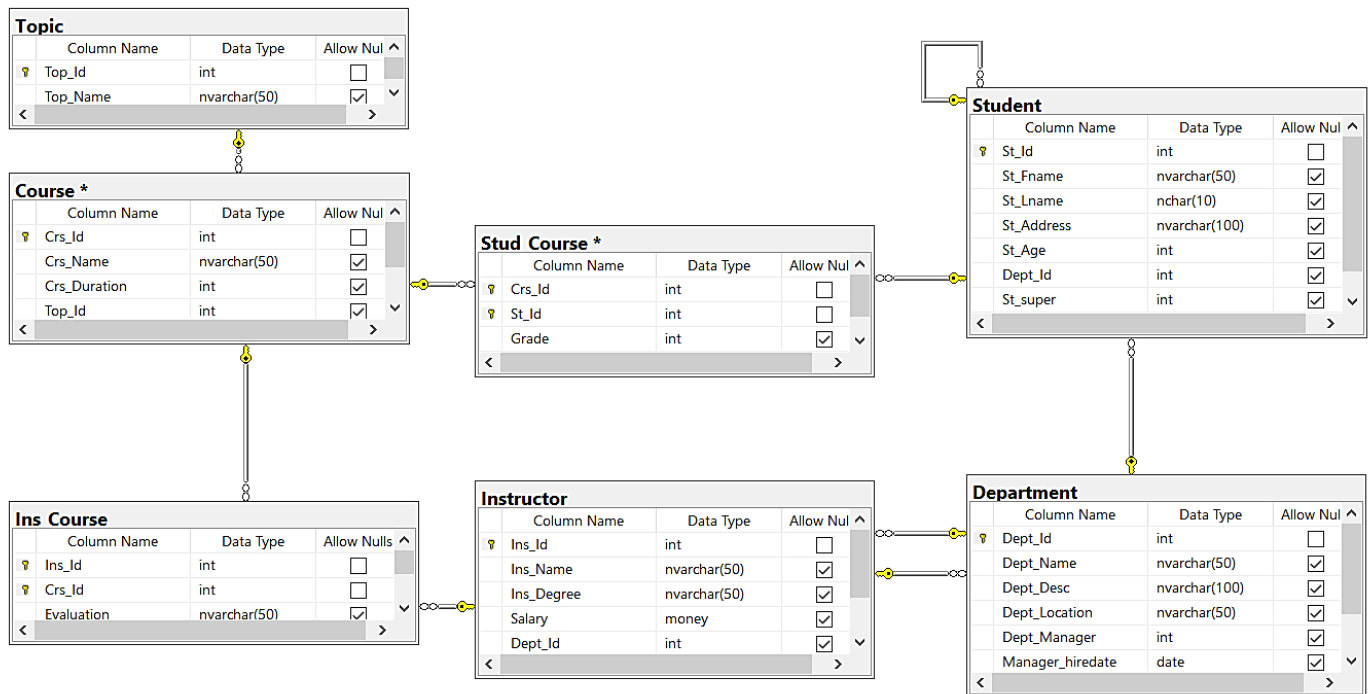 Topic
Column Name Data Type Allow Nul
Top_Id int
Top_Name nvarchar(50)
Course *
Column Name Data Type Allow Nul
Crs_Id int
Crs_Name nvarchar(50)
Crs_Duration int
Top_Id int
Stud_Course *
Column Name Data Type Allow Nul
Crs_Id int
St_Id int
Grade int
Student
Column Name Data Type Allow Nul
St_Id int
St_Fname nvarchar(50)
St_Lname nchar(10)
St_Address nvarchar(100)
St_Age int
Dept_Id int
St_super int
Ins_Course
Column Name Data Type Allow Nulls
Ins_Id int
Crs_Id int
Evaluation nvarchar(50)
Instructor
Column Name Data Type Allow Nul
Ins_Id int
Ins_Name nvarchar(50)
Ins_Degree nvarchar(50)
Salary money
Dept_Id int
Department
Column Name Data Type Allow Nul
Dept_Id int
Dept_Name nvarchar(50)
Dept_Desc nvarchar(100)
Dept_Location nvarchar(50)
Dept_Manager int
Manager_hiredate date